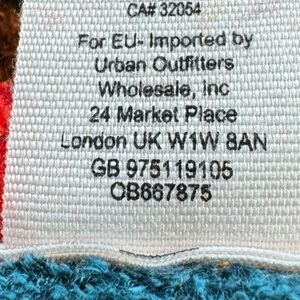 CA# 32054
For EU- Imported by
Urban Outfitters
Wholesale, Inc
24 Market Place
London UK W1W 8AN
GB 975119105
OB667875